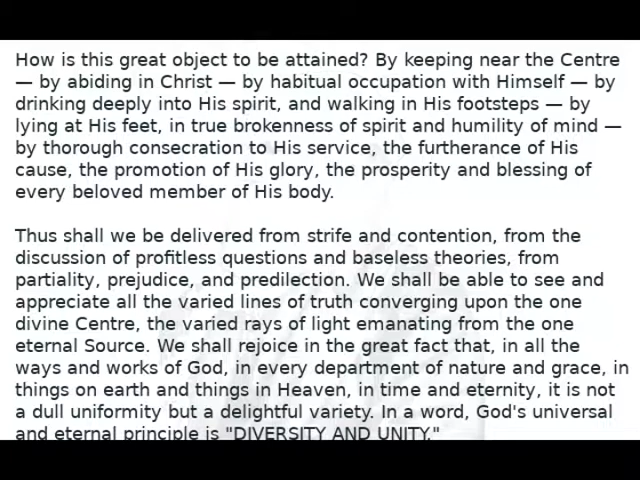 How is this great object to be attained? By keeping near the Centre
— by abiding in Christ — by habitual occupation with Himself — by
drinking deeply into His spirit, and walking in His footsteps — by
lying at His feet, in true brokenness of spirit and humility of mind —
by thorough consecration to His service, the furtherance of His
cause, the promotion of His glory, the prosperity and blessing of
every beloved member of His body.
Thus shall we be delivered from strife and contention, from the
discussion of profitless questions and baseless theories, from
partiality, prejudice, and predilection. We shall be able to see and
appreciate all the varied lines of truth converging upon the one
divine Centre, the varied rays of light emanating from the one
eternal Source. We shall rejoice in the great fact that, in all the
ways and works of God, in every department of nature and grace, in
things on earth and things in Heaven, in time and eternity, it is not
a dull uniformity but a delightful variety. In a word, God's universal
and eternal principle is "DIVERSITY AND UNITY."